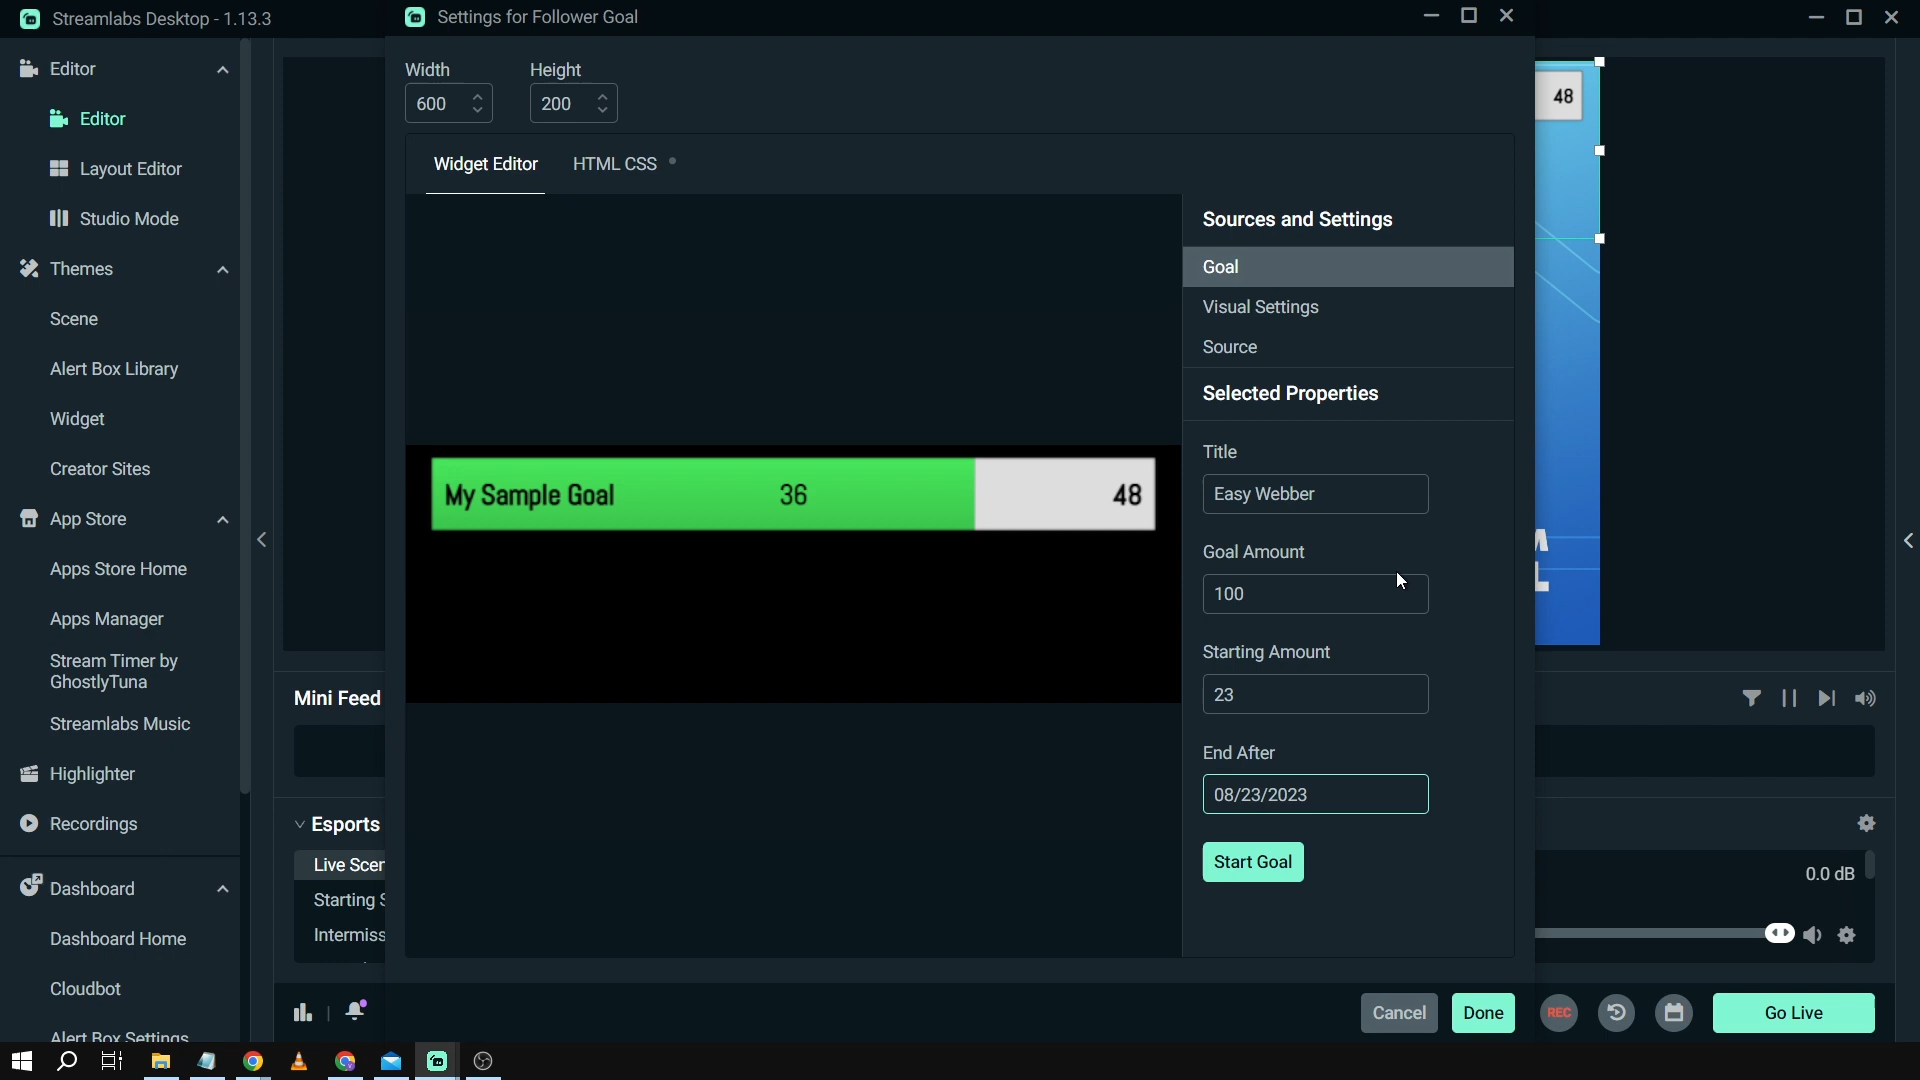 Streamlabs Desktop - 1.13.3
Settings for Follower Goal
Editor
Editor
Layout Editor
Studio Mode
Themes
Scene
Alert Box Library
Widget
Creator Sites
App Store
Apps Store Home
Apps Manager
Stream Timer by
GhostlyTuna
Streamlabs Music
Highlighter
Recordings
Dashboard
Dashboard Home
Cloudbot
Alert Box Settings
Width
Height
600
200
Widget Editor
HTML CSS
My Sample Goal
36
48
Sources and Settings
Goal
Visual Settings
Source
Selected Properties
Title
Easy Webber
Goal Amount
100
Starting Amount
23
End After
08/23/2023
Start Goal
48
Mini Feed
Esports
Live Scen
Starting S
Intermiss
0.0 dB
Cancel
Done
REC
Go Live